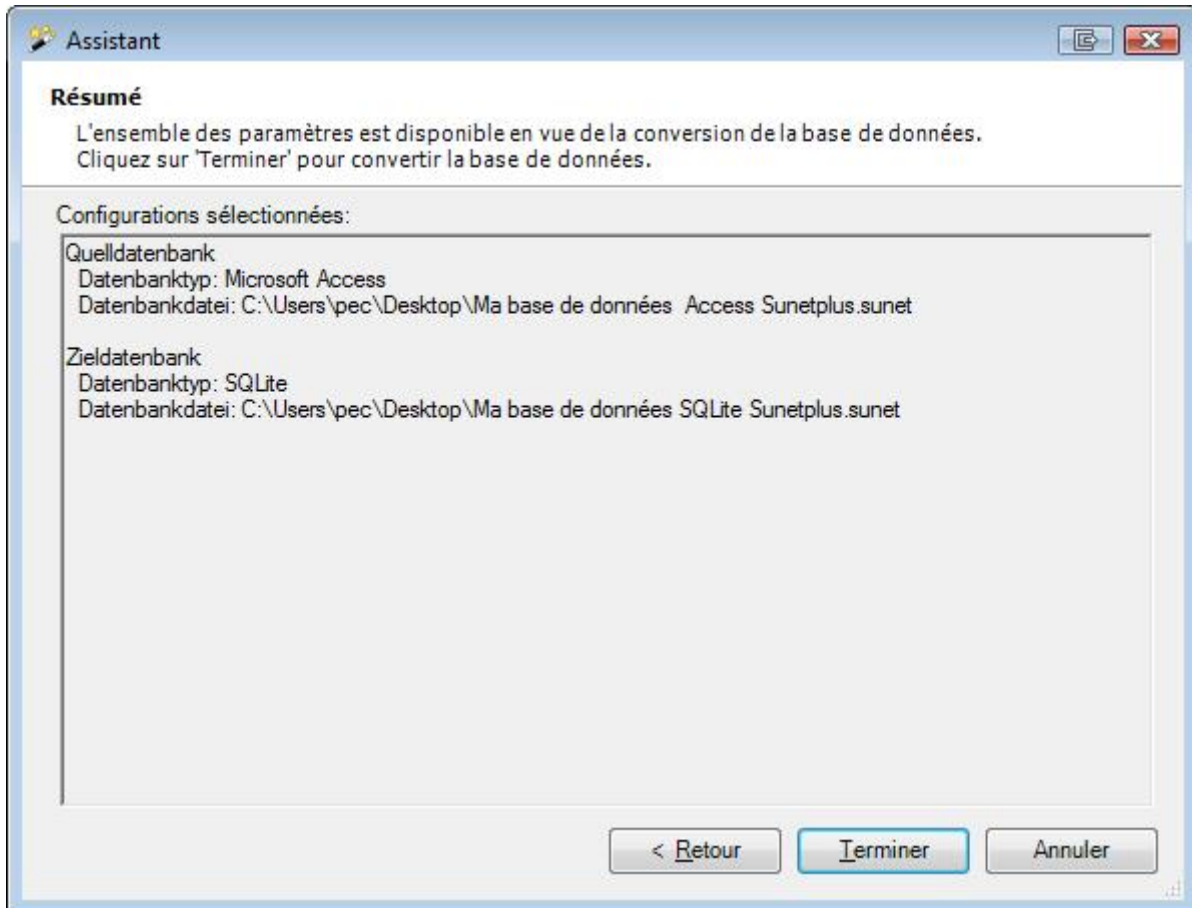 Assistant
Résumé
L'ensemble des paramètres est disponible en vue de la conversion de la base de données.
Cliquez sur 'Terminer' pour convertir la base de données.
Configurations sélectionnées:
Quelldatenbank
Datenbanktyp: Microsoft Access
Datenbankdatei: C:\Users\pec\Desktop\Ma base de données  Access Sunetplus.sunet
Zieldatenbank
Datenbanktyp: SQLite
Datenbankdatei: C:\Users\pec\Desktop\Ma base de données SQLite Sunetplus.sunet
< Retour
Terminer
Annuler